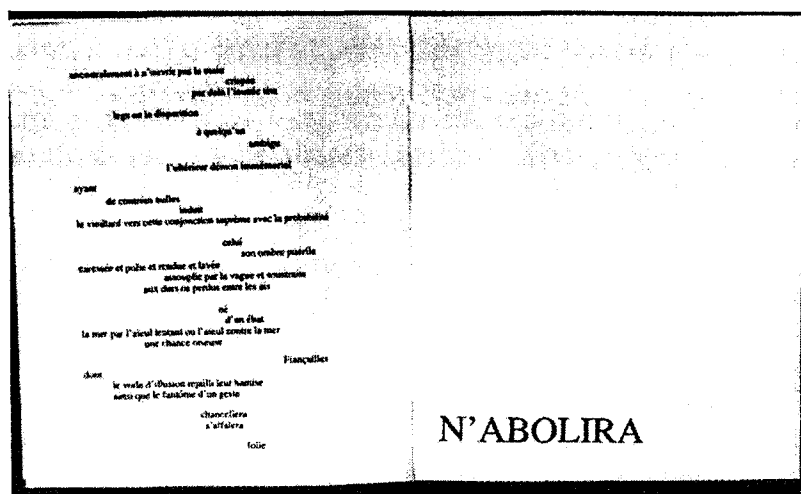 ancestralement à n'ouvrir pas la main
crispée
par delà l'inutile tête
legs en la disparition
à quelqu'un
ambigu
l'ultérieur démon immémorial
ayant
de contrées nulles
induit
le vieillard vers cette conjonction suprême avec la probabilité
celui
son ombre puérile
caressée et polie et rendue et lavée
assouplie par la vague et soustraite
aux durs os perdus entre les ais
né
d'un ébat
la mer par l'aïeul tentant ou l'aïeul contre la mer
une chance oiseuse
Fiançailles
dont
le voile d'illusion rejailli leur hantise
ainsi que le fantôme d'un geste
chancellera
s'affalera
folie
N'ABOLIRA